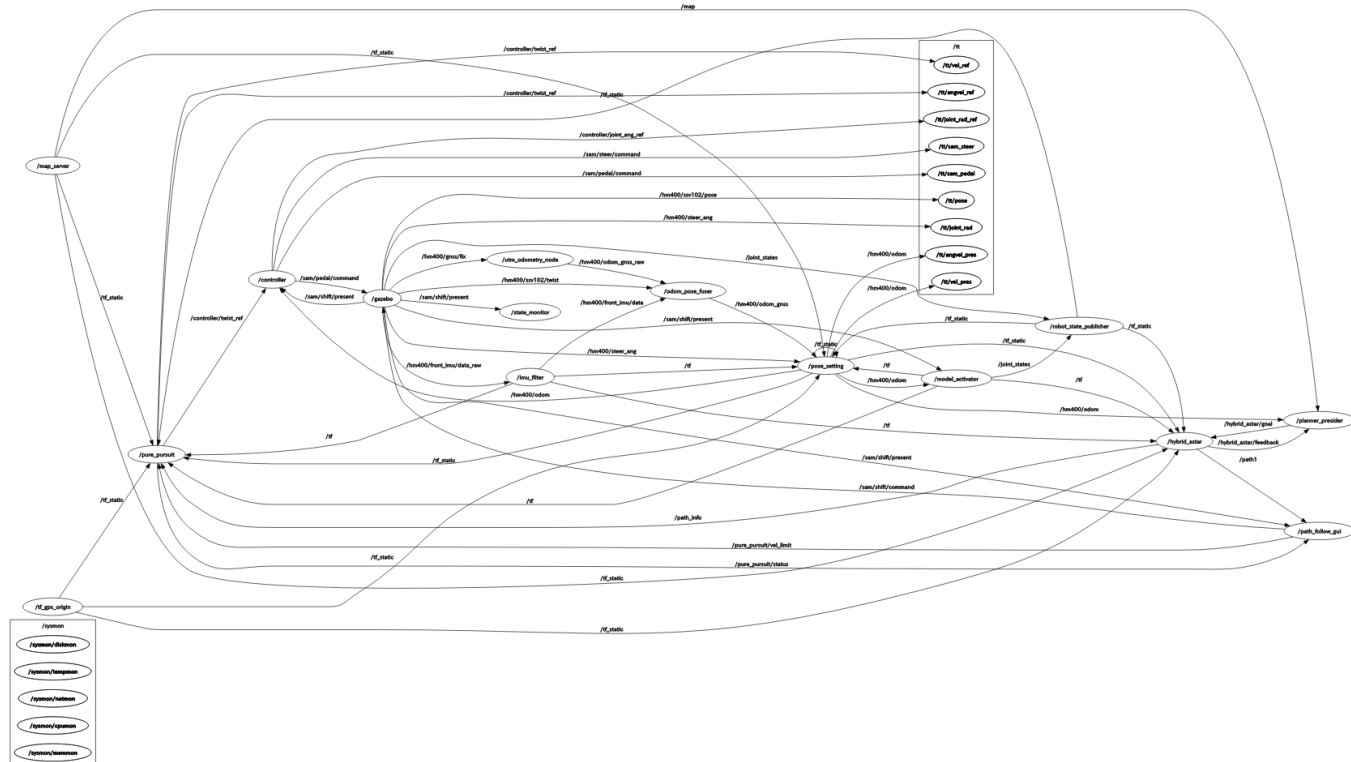 /map
/tf_static
/controller/twist_ref
/tt
/tt/vel_ref
/controller/twist_ref
/tf_static
/tt/angvel_ref
/tt/joint_rad_ref
/controller/joint_ang_ref
/tt/sam_steer
/sam/steer/command
/map_server
/sam/pedal/command
/tt/sam_pedal
/hm400/ssv102/pose
/tt/pose
/hm400/steer_ang
/tt/joint_rad
/hm400/gnss/fix
/utm_odometry_node
/joint_states
/hm400/odom
/tt/angvel_pres
/hm400/odom_gnss_raw
/controller
/sam/pedal/command
/hm400/ssv102/twist
/hm400/odom
/tt/vel_pres
/odom_pose_fuser
/tf_static
/sam/shift/present
/gazebo
/sam/shift/present
/hm400/front_imu/data
/hm400/odom_gnss
/state_monitor
/controller/twist_ref
/sam/shift/present
/tf_static
/robot_state_publisher
/tf_static
/tf_static
/tf_static
/hm400/steer_ang
/hm400/front_imu/data_raw
/tf
/pose_setting
/tf
/joint_states
/imu_filter
/hm400/odom
/model_activator
/tf
/hm400/odom
/hm400/odom
/planner_presider
/hybrid_astar/goal
/tf
/tf
/hybrid_astar
/hybrid_astar/feedback
/pure_pursuit
/tf_static
/sam/shift/present
/path1
/sam/shift/command
/tf_static
/tf
/path_info
/path_follow_gui
/pure_pursuit/vel_limit
/tf_static
/pure_pursuit/status
/tf_static
/tf_gps_origin
/tf_static
/sysmon
/sysmon/diskmon
/sysmon/tempmon
/sysmon/netmon
/sysmon/cpumon
/sysmon/memmon